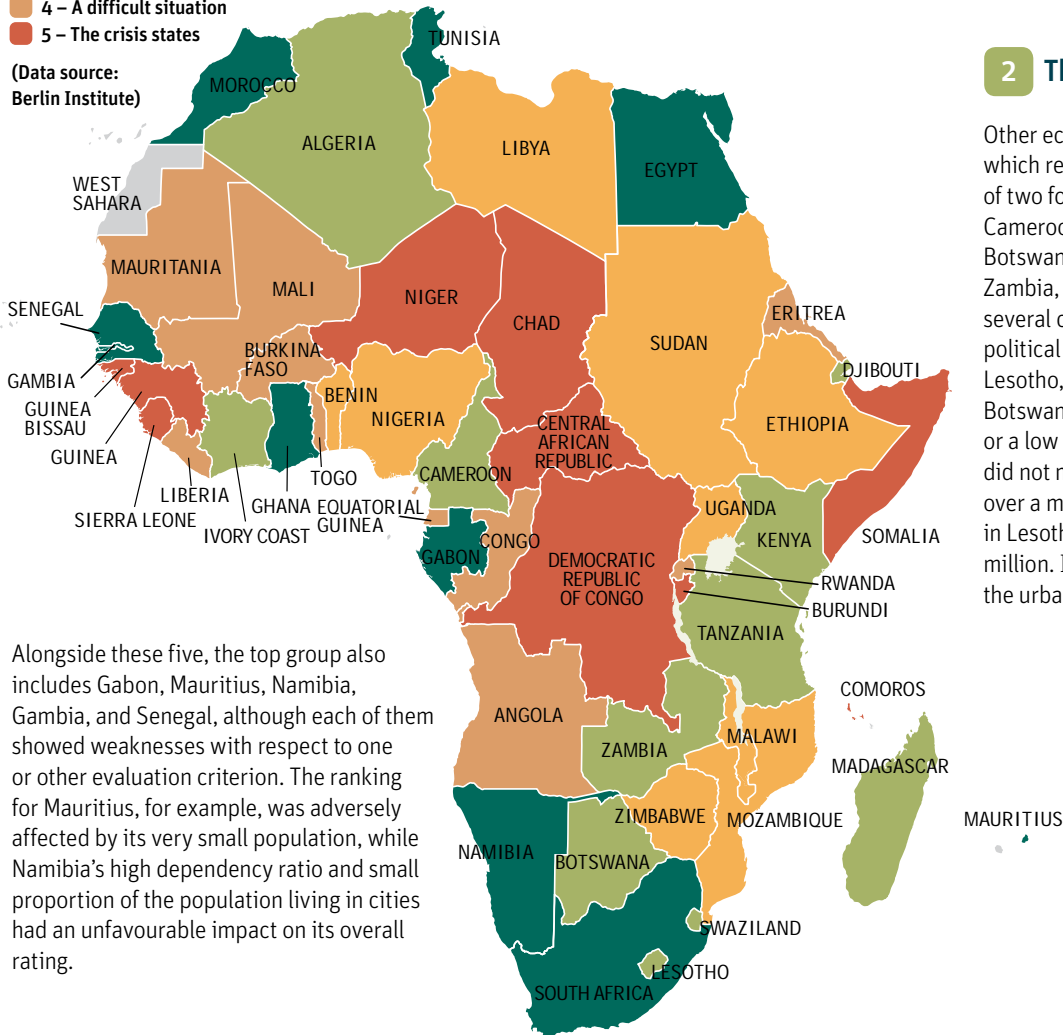 4 – A difficult situation
5 – The crisis states
(Data source:
Berlin Institute)
TUNISIA
MOROCCO
ALGERIA
LIBYA
EGYPT
WEST
SAHARA
MAURITANIA
MALI
NIGER
CHAD
SUDAN
ERITREA
SENEGAL
GAMBIA
GUINEA
BISSAU
GUINEA
SIERRA LEONE
LIBERIA
IVORY COAST
BURKINA
FASO
GHANA
TOGO
BENIN
NIGERIA
CAMEROON
EQUATORIAL
GUINEA
CENTRAL
AFRICAN
REPUBLIC
DJIBOUTI
ETHIOPIA
SOMALIA
UGANDA
KENYA
GABON
CONGO
DEMOCRATIC
REPUBLIC
OF CONGO
RWANDA
BURUNDI
TANZANIA
ANGOLA
ZAMBIA
MALAWI
COMOROS
MADAGASCAR
MAURITIUS
ZIMBABWE
MOZAMBIQUE
NAMIBIA
BOTSWANA
SWAZILAND
LESOTHO
SOUTH AFRICA
Alongside these five, the top group also
includes Gabon, Mauritius, Namibia,
Gambia, and Senegal, although each of them
showed weaknesses with respect to one
or other evaluation criterion. The ranking
for Mauritius, for example, was adversely
affected by its very small population, while
Namibia’s high dependency ratio and small
proportion of the population living in cities
had an unfavourable impact on its overall
rating.
2
Other
which
of two
Botswan
Zambia,
several
political
Lesotho,
Botswan
or a low
did not
over a
in
million.
the